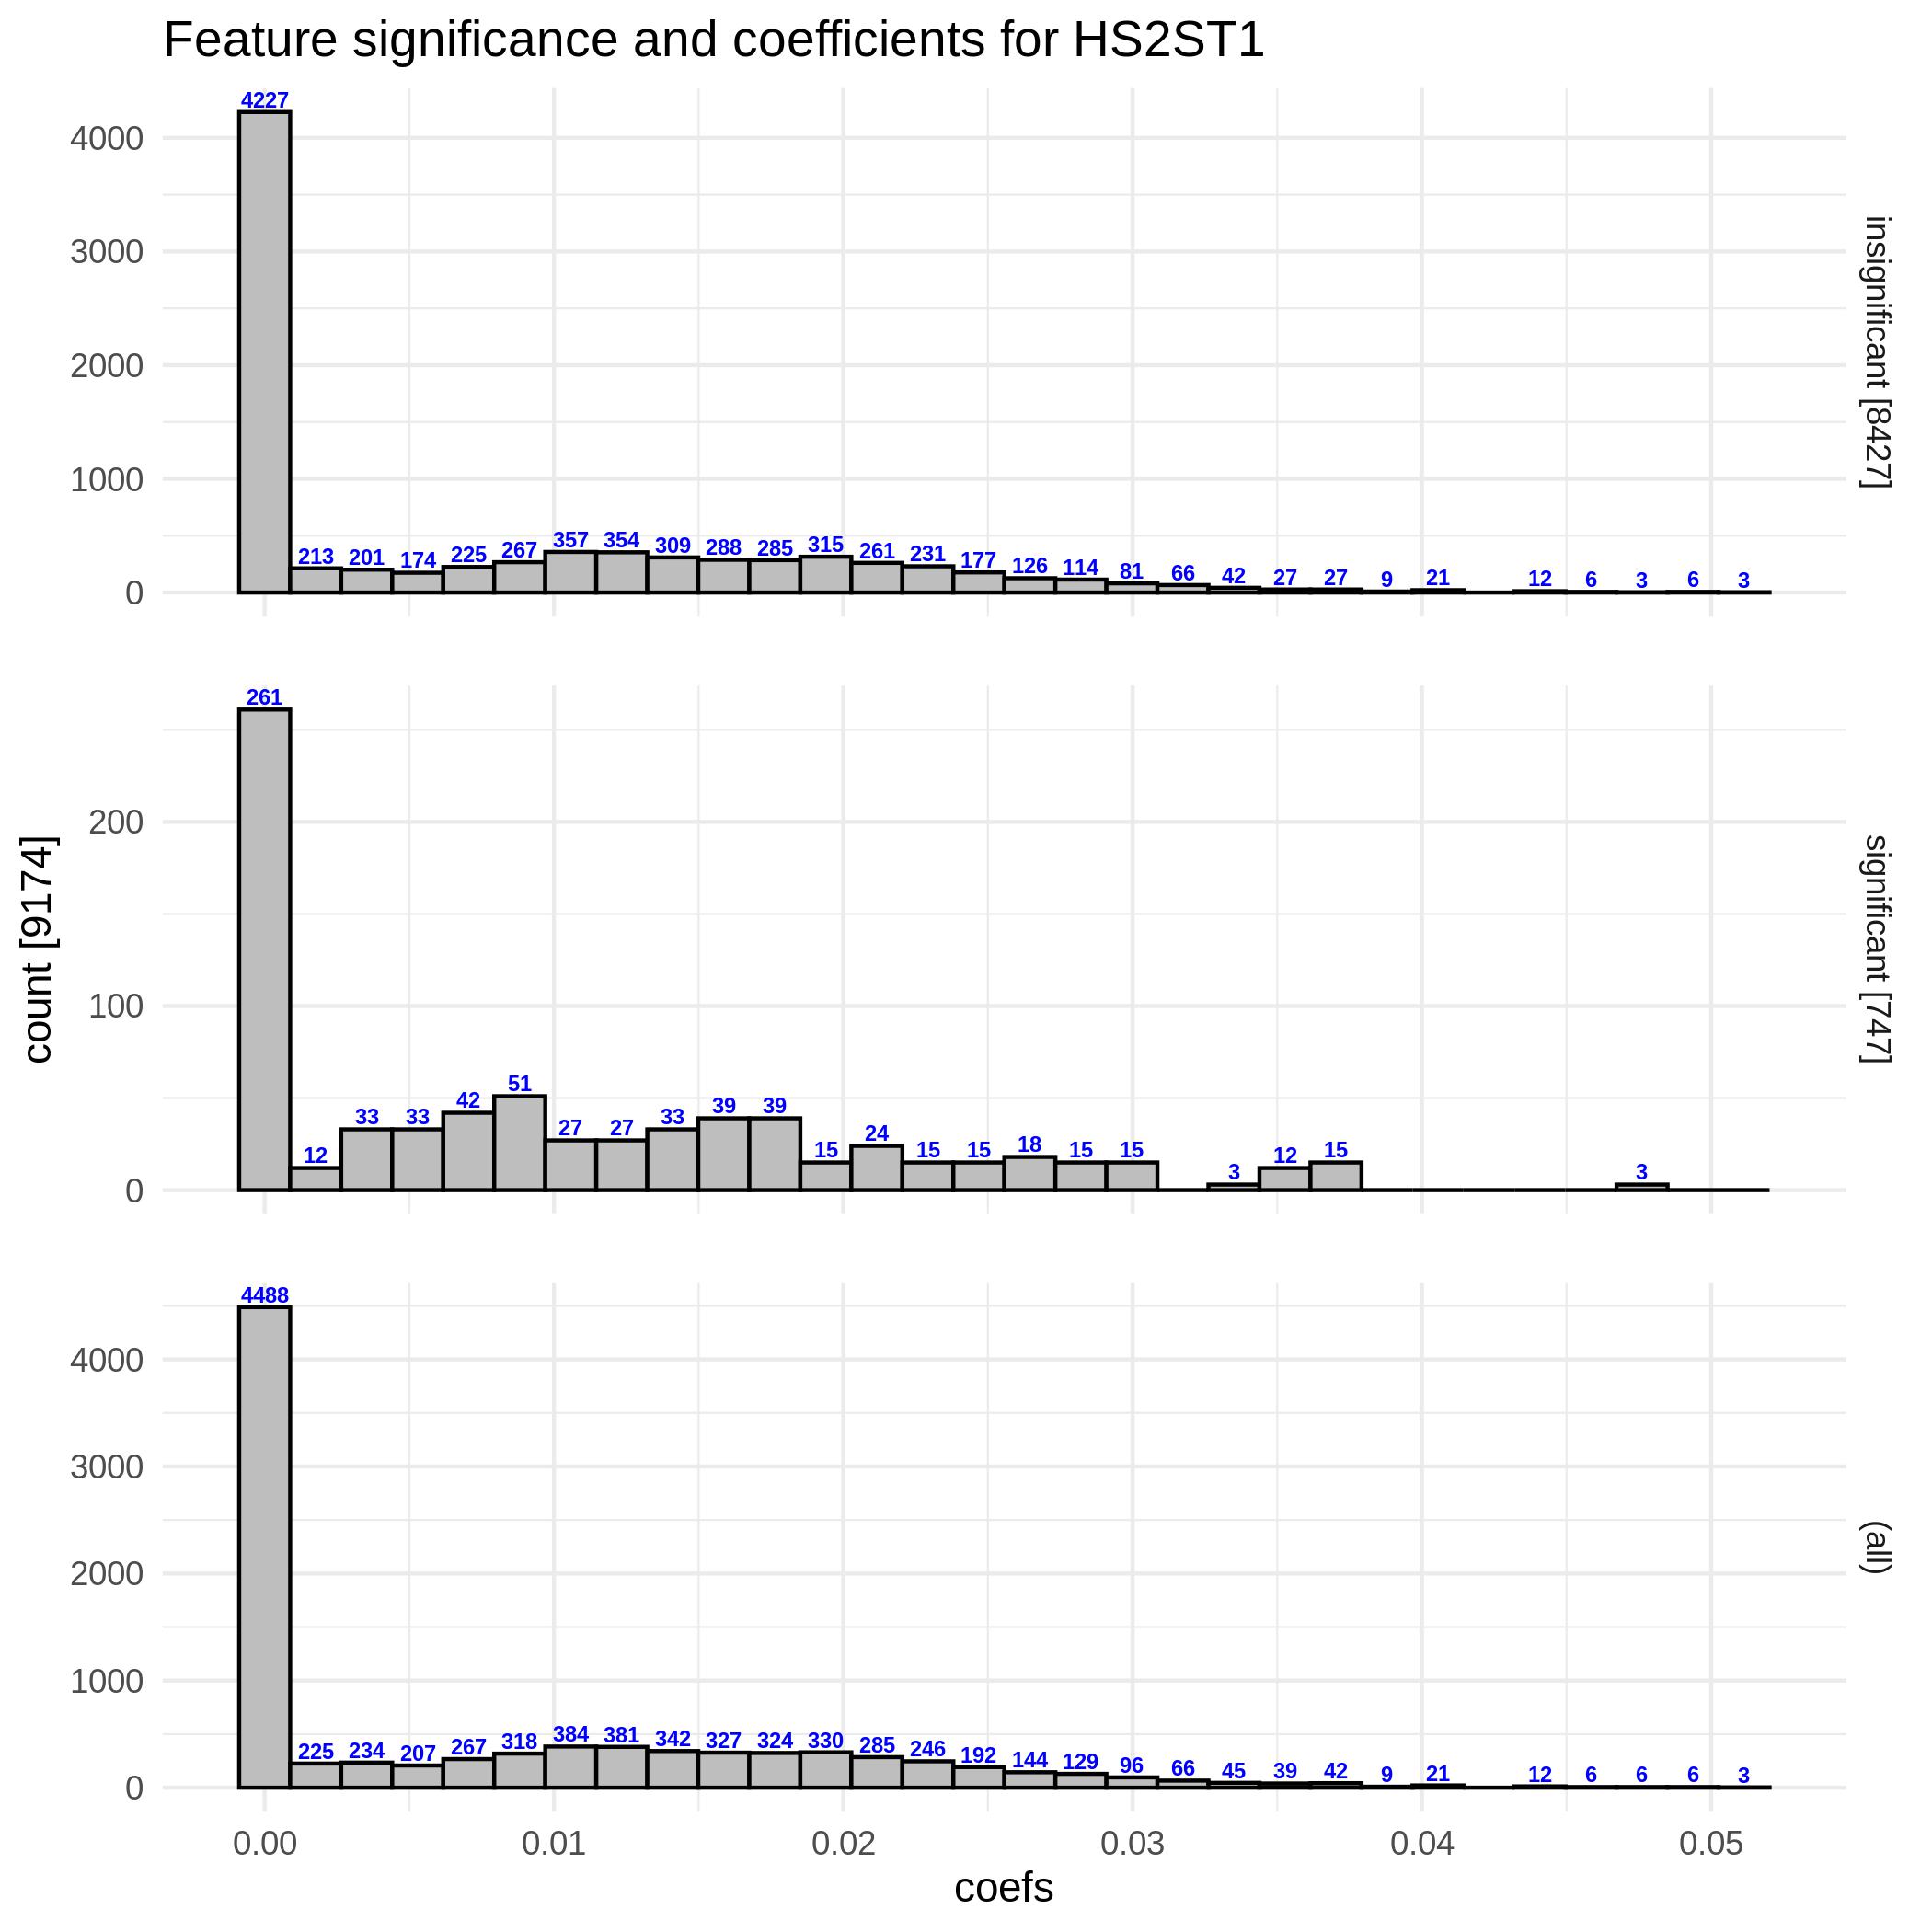 Feature significance and coefficients for HS2ST1
4227
4000
3000
2000
1000
0
213 201 174 225 267 357 354 309 288 285 315 261 231 177 126 114 81 66 42 27 27 9 21 12 6 3 6 3
insignificant [8427]
261
200
100
0
12 33 33 42 51 27 27 33 39 39 15 24 15 15 18 15 15 3 12 15 3
significant [747]
count [9174]
4488
4000
3000
2000
1000
0
225 234 207 267 318 384 381 342 327 324 330 285 246 192 144 129 96 66 45 39 42 9 21 12 6 6 6 3
(all)
0.00 0.01 0.02 0.03 0.04 0.05
coefs